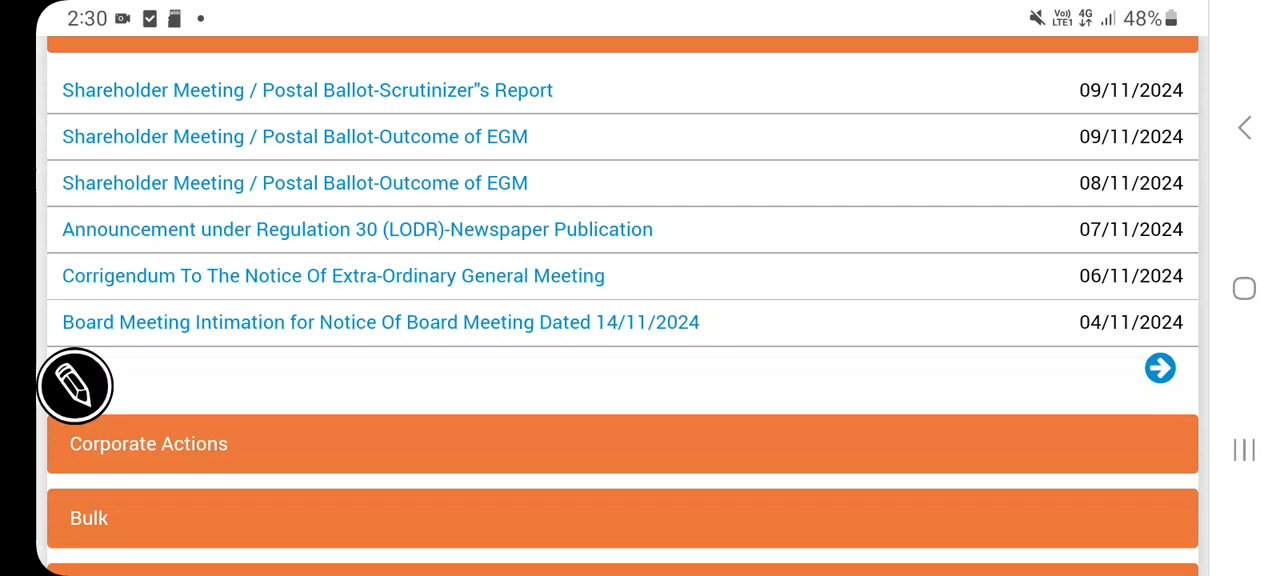 2:30
Vo)) LTE1 4G 48%
Shareholder Meeting / Postal Ballot-Scrutinizer"s Report 09/11/2024
Shareholder Meeting / Postal Ballot-Outcome of EGM 09/11/2024
Shareholder Meeting / Postal Ballot-Outcome of EGM 08/11/2024
Announcement under Regulation 30 (LODR)-Newspaper Publication 07/11/2024
Corrigendum To The Notice Of Extra-Ordinary General Meeting 06/11/2024
Board Meeting Intimation for Notice Of Board Meeting Dated 14/11/2024 04/11/2024
Corporate Actions
Bulk